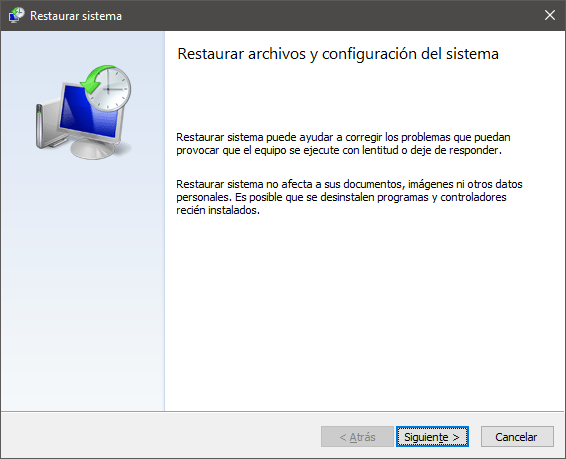 Restaurar sistema
Restaurar archivos y configuración del sistema
Restaurar sistema puede ayudar a corregir los problemas que puedan
provocar que el equipo se ejecute con lentitud o deje de responder.
Restaurar sistema no afecta a sus documentos, imágenes ni otros datos
personales. Es posible que se desinstalen programas y controladores
recién instalados.
< Atrás Siguiente > Cancelar